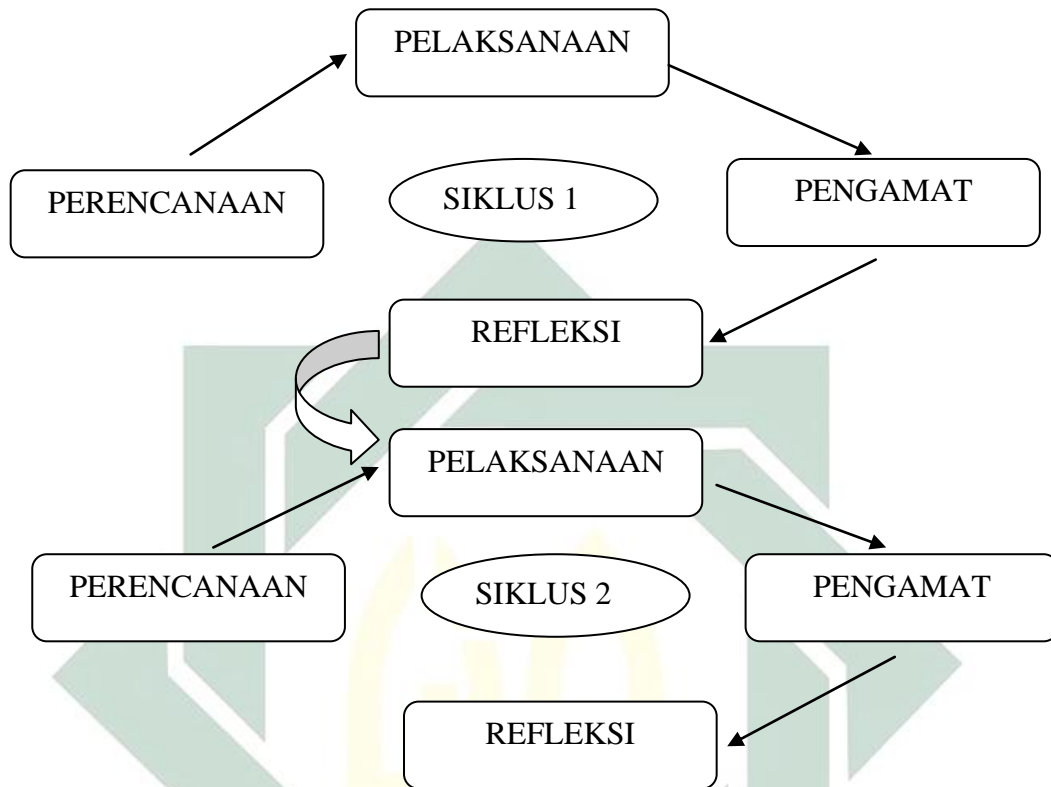 PELAKSANAAN
PERENCANAAN
SIKLUS 1
PENGAMAT
REFLEKSI
PELAKSANAAN
PERENCANAAN
SIKLUS 2
PENGAMAT
REFLEKSI